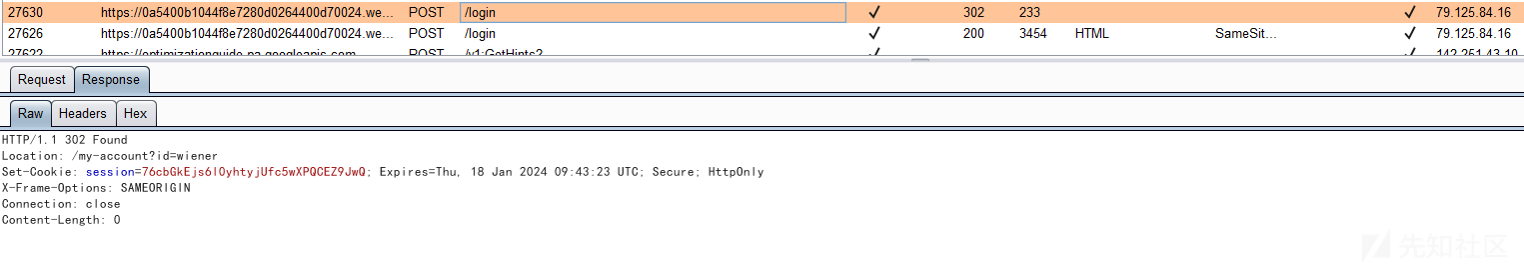 27630 https://0a5400b1044f8e7280d0264400d70024.we... POST /login ✓ 302 233 ✓ 79.125.84.16
27626 https://0a5400b1044f8e7280d0264400d70024.we... POST /login ✓ 200 3454 HTML SameSit... ✓ 79.125.84.16
27622 https://optimizationguide-pa.googleapis.com POST /v1:GetHints? ✓ ✓ 142.251.43.10
Request Response
Raw Headers Hex
HTTP/1.1 302 Found
Location: /my-account?id=wiener
Set-Cookie: session=76cbGkEjs6l0yhtyjUfc5wXPQCEZ9JwQ; Expires=Thu, 18 Jan 2024 09:43:23 UTC; Secure; HttpOnly
X-Frame-Options: SAMEORIGIN
Connection: close
Content-Length: 0
先知社区